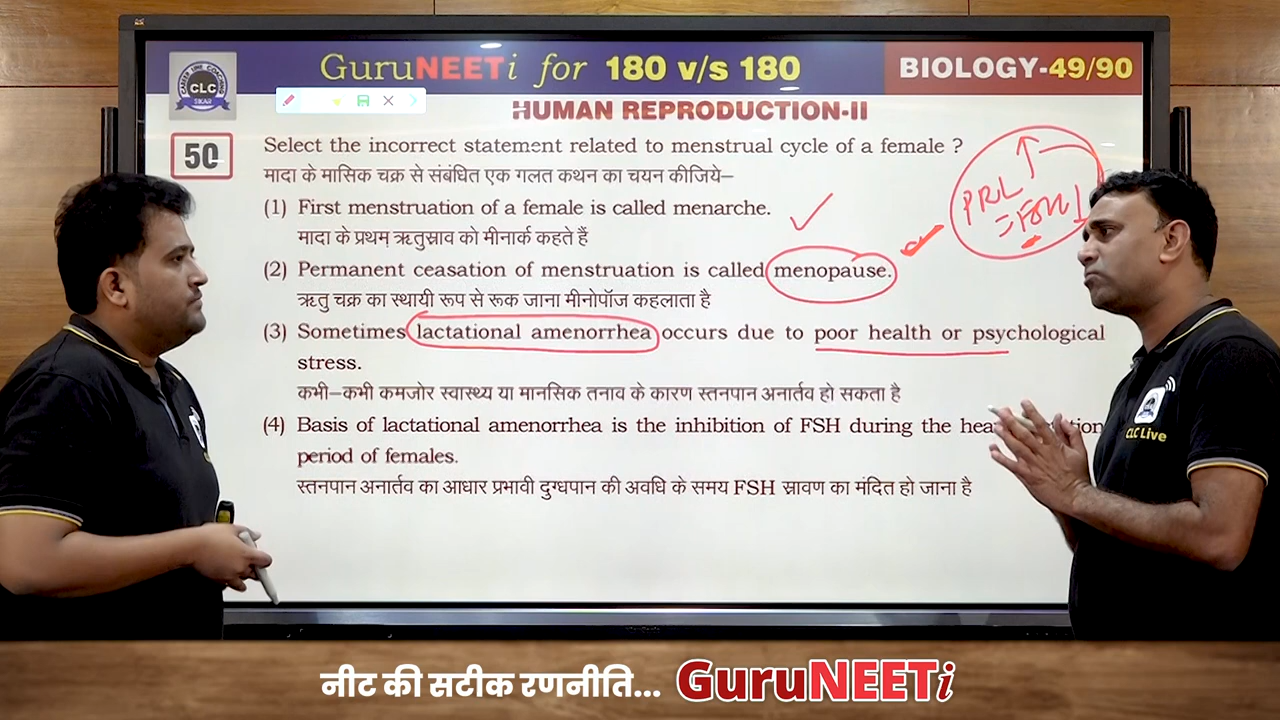 GuruNEETi for 180 v/s 180
BIOLOGY-49/90
CLC
SIKAR
HUMAN REPRODUCTION-II
50
Select the incorrect statement related to menstrual cycle of a female ?
मादा के मासिक चक्र से संबंधित एक गलत कथन का चयन कीजिये–
(1) First menstruation of a female is called menarche.
मादा के प्रथम ऋतुस्राव को मीनार्क कहते हैं
(2) Permanent ceasation of menstruation is called menopause.
ऋतु चक्र का स्थायी रूप से रूक जाना मीनोपॉज कहलाता है
(3) Sometimes lactational amenorrhea occurs due to poor health or psychological
stress.
कभी–कभी कमजोर स्वास्थ्य या मानसिक तनाव के कारण स्तनपान अनार्तव हो सकता है
(4) Basis of lactational amenorrhea is the inhibition of FSH during the
period of females.
स्तनपान अनार्तव का आधार प्रभावी दुग्धपान की अवधि के समय FSH स्रावण का मंदित हो जाना है
PRL ↑
= FSH ↓
CLC Live
नीट की सटीक रणनीति... GuruNEETi